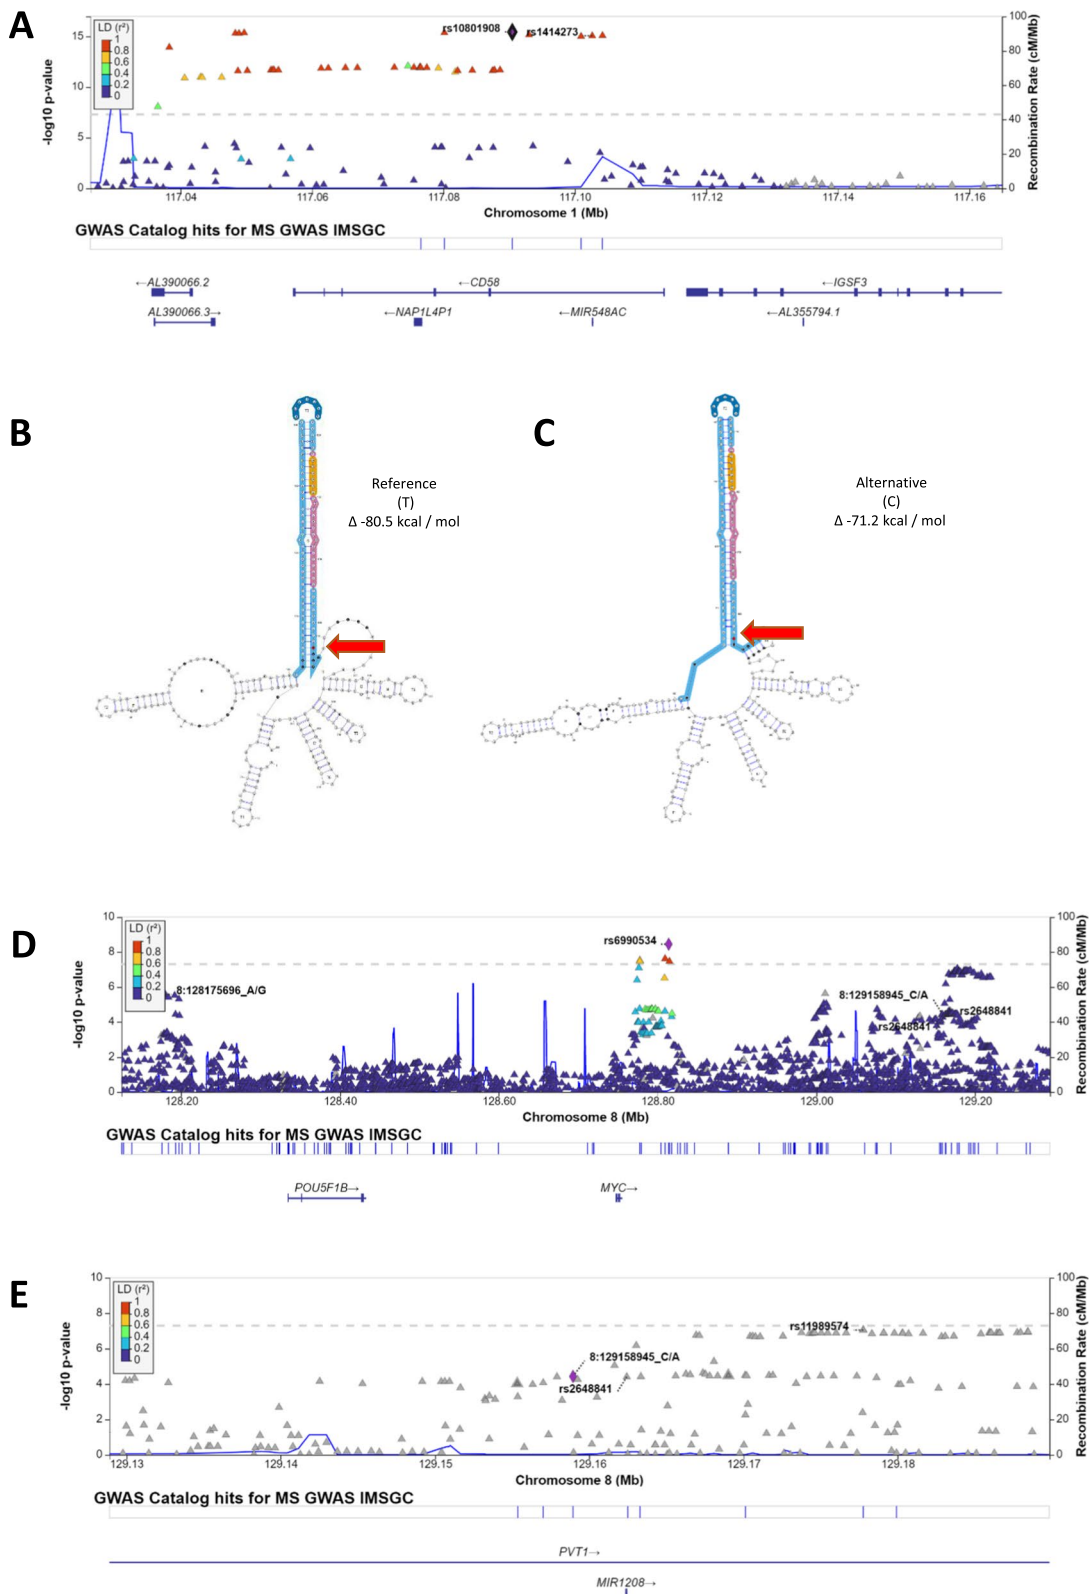 A
LD (r²)
1
0.8
0.6
0.4
0.2
0
15
10
5
0
-log10 p-value
100
80
60
40
20
0
Recombination Rate (cM/Mb)
rs10801908
rs1414273
117.04
117.06
117.08
117.10
117.12
117.14
117.16
Chromosome 1 (Mb)
GWAS Catalog hits for MS GWAS IMSGC
←AL390066.2
←CD58
←IGSF3
AL390066.3→
←NAP1L4P1
←MIR548AC
←AL355794.1
B
Reference
(T)
Δ -80.5 kcal / mol
C
Alternative
(C)
Δ -71.2 kcal / mol
D
LD (r²)
1
0.8
0.6
0.4
0.2
0
10
8
6
4
2
0
-log10 p-value
100
80
60
40
20
0
Recombination Rate (cM/Mb)
rs6990534
8:128175696_A/G
8:129158945_C/A
rs2648841
rs2648841
128.20
128.40
128.60
128.80
129.00
129.20
Chromosome 8 (Mb)
GWAS Catalog hits for MS GWAS IMSGC
POU5F1B→
MYC→
E
LD (r²)
1
0.8
0.6
0.4
0.2
0
10
8
6
4
2
0
-log10 p-value
100
80
60
40
20
0
Recombination Rate (cM/Mb)
rs11989574
8:129158945_C/A
rs2648841
129.13
129.14
129.15
129.16
129.17
129.18
Chromosome 8 (Mb)
GWAS Catalog hits for MS GWAS IMSGC
PVT1→
MIR1208→